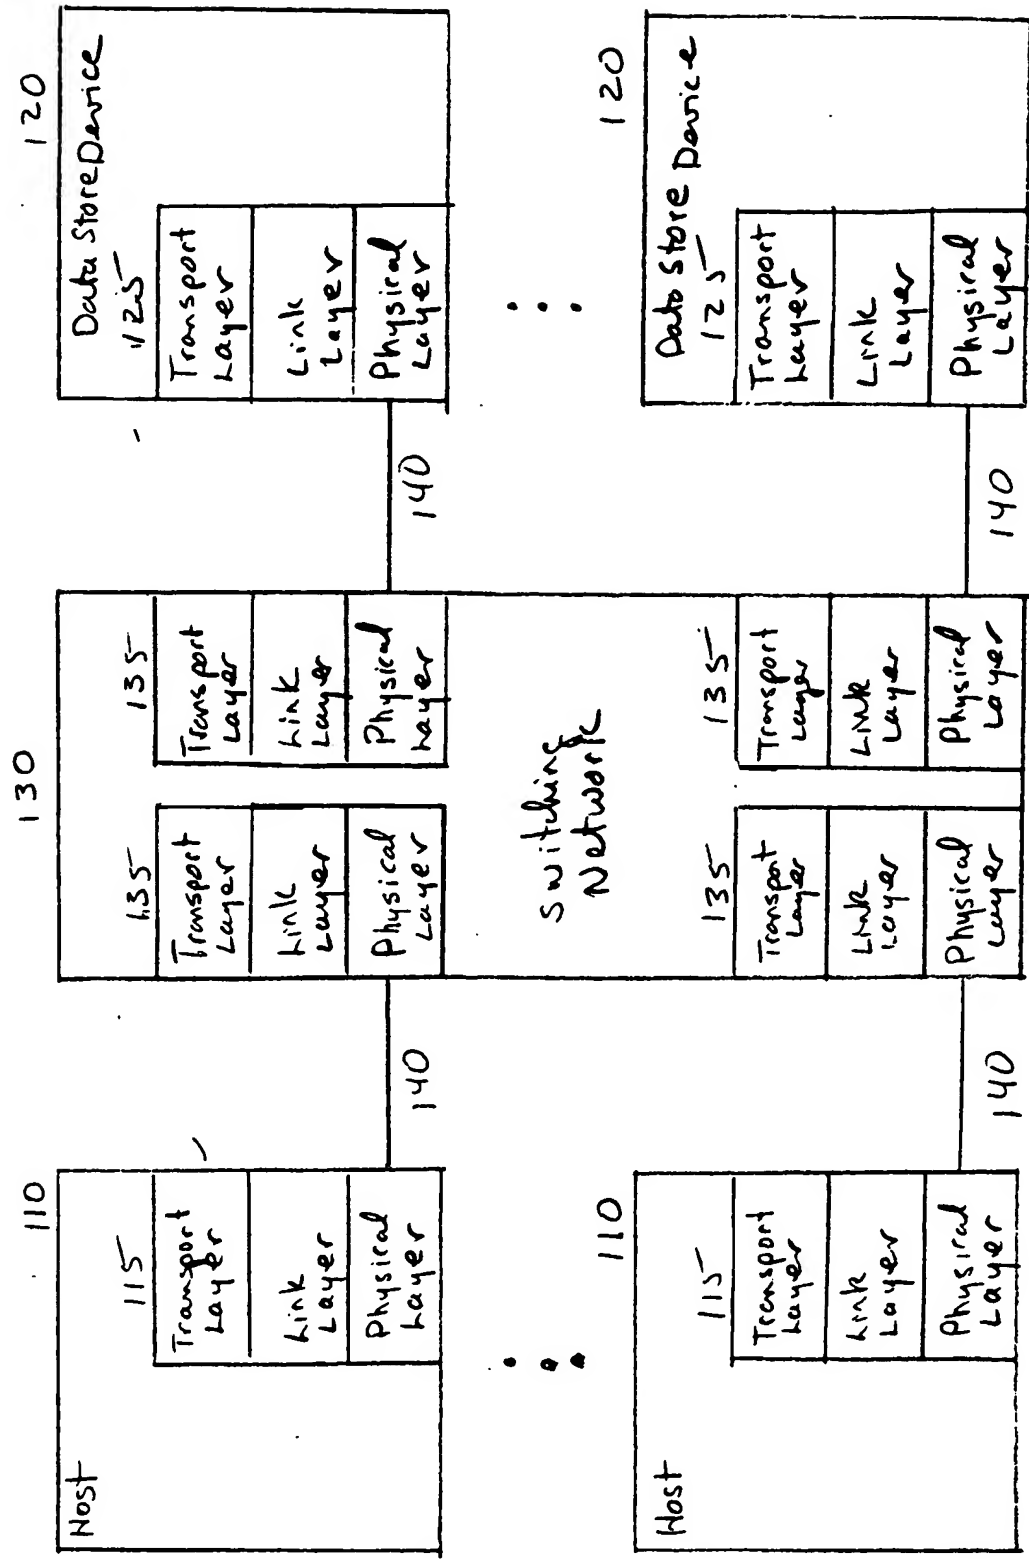 110
Host
115
Transport
Layer
Link
Layer
Physical
Layer
140
130
135
Transport
Layer
Link
Layer
Physical
Layer
135
Transport
Layer
Link
Layer
Physical
Layer
140
120
Data Store Device
125
Transport
Layer
Link
Layer
Physical
Layer
Switching
Network
110
Host
115
Transport
Layer
Link
Layer
Physical
Layer
140
135
Transport
Layer
Link
Layer
Physical
Layer
135
Transport
Layer
Link
Layer
Physical
Layer
140
120
Data Store Device
125
Transport
Layer
Link
Layer
Physical
Layer